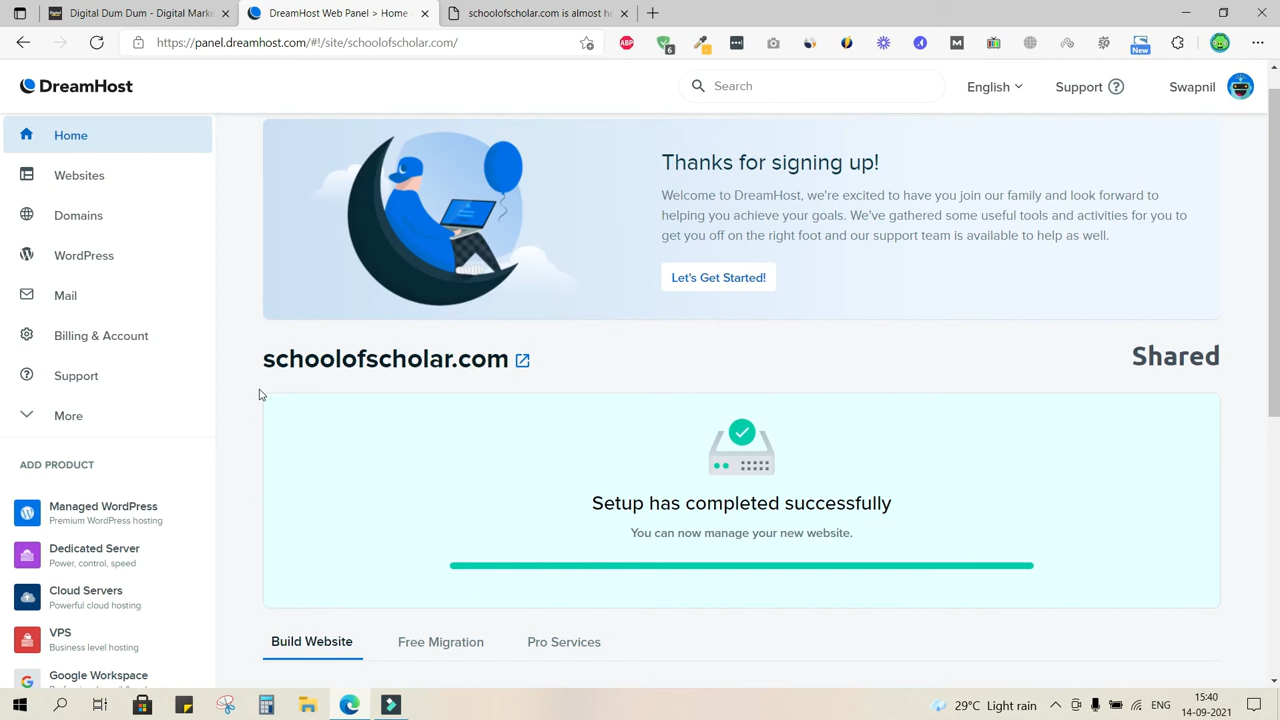 Digital Dum Dum - Digital Marke
DreamHost Web Panel > Home
schoolofscholar.com is almost he
https://panel.dreamhost.com/#!/site/schoolofscholar.com/
ABP
6
M
New
DreamHost
Search
English
Support
Swapnil
Home
Websites
Domains
WordPress
Mail
Billing & Account
Support
More
ADD PRODUCT
Managed WordPress
Premium WordPress hosting
Dedicated Server
Power, control, speed
Cloud Servers
Powerful cloud hosting
VPS
Business level hosting
Google Workspace
Thanks for signing up!
Welcome to DreamHost, we're excited to have you join our family and look forward to
helping you achieve your goals. We've gathered some useful tools and activities for you to
get you off on the right foot and our support team is available to help as well.
Let's Get Started!
schoolofscholar.com
Shared
Setup has completed successfully
You can now manage your new website.
Build Website
Free Migration
Pro Services
29°C Light rain
ENG
15:40
14-09-2021